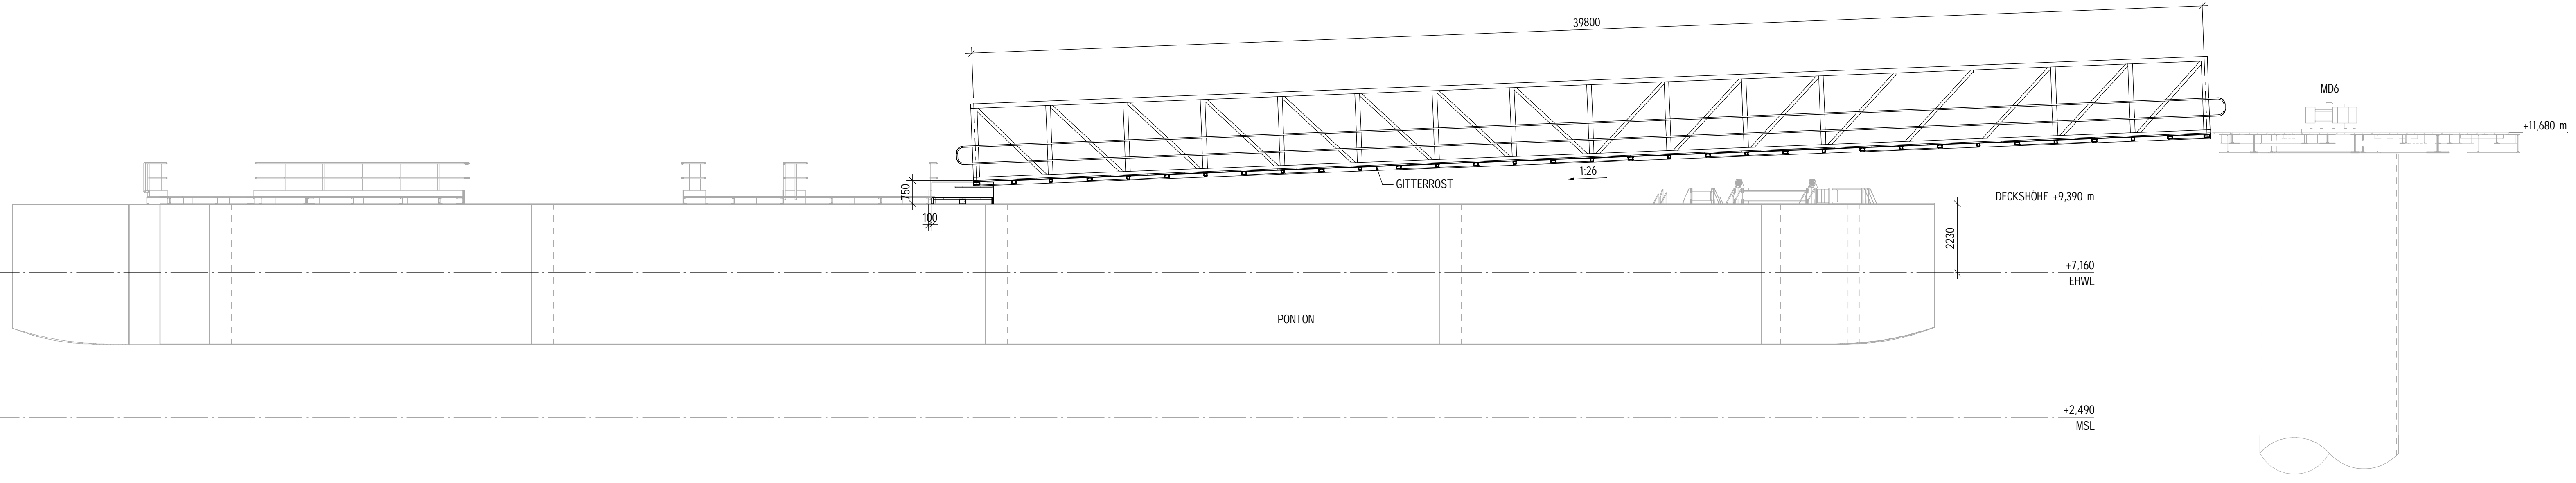 39800
MD6
+11,680 m
1:26
GITTERROST
750
100
DECKSHÖHE +9,390 m
2230
+7,160
EHWL
PONTON
+2,490
MSL